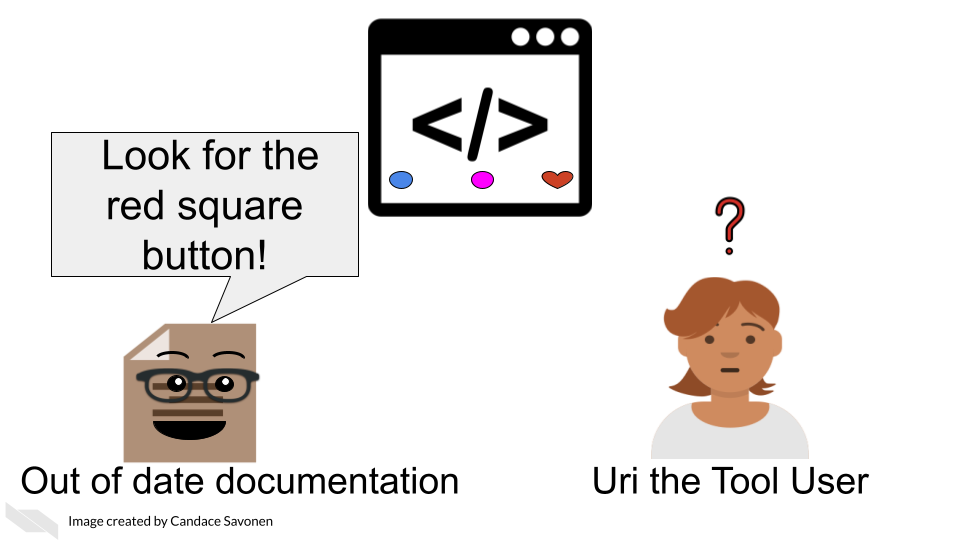 </>
Look for the
red square
button!
?
Out of date documentation
Uri the Tool User
Image created by Candace Savonen